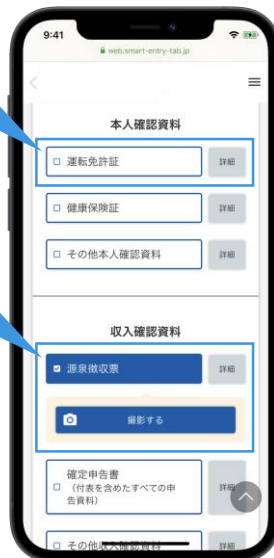 9:41
web.smart-entry-tab.jp
本人確認資料
運転免許証
詳細
健康保険証
詳細
その他本人確認資料
詳細
収入確認資料
源泉徴収票
詳細
撮影する
確定申告書
（付表を含めたすべての申
告資料）
詳細
その他収入確認資料
詳細